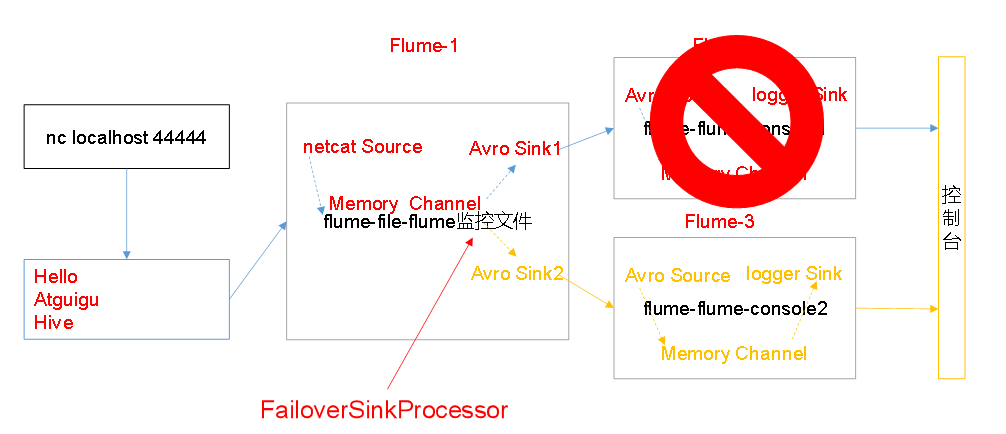 Flume-1
nc localhost 44444
Hello
Atguigu
Hive
netcat Source
Avro Sink1
Memory  Channel
flume-file-flume监控文件
Avro Sink2
FailoverSinkProcessor
logger Sink
Flume-3
Avro Source
logger Sink
flume-flume-console2
Memory Channel
控制台